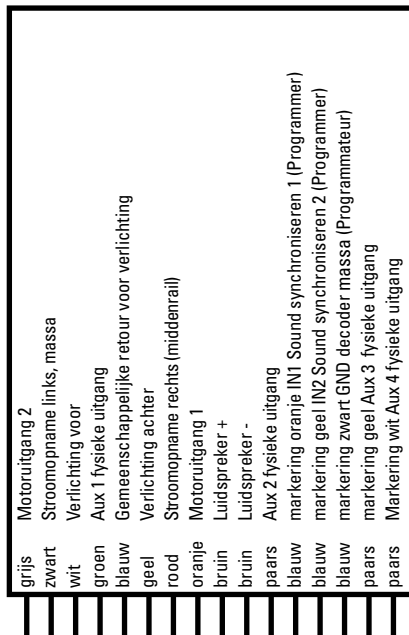 grijs Motoruitgang 2
zwart Stroomopname links, massa
wit Verlichting voor
groen Aux 1 fysieke uitgang
blauw Gemeenschappelijke retour voor verlichting
geel Verlichting achter
rood Stroomopname rechts (middenrail)
oranje Motoruitgang 1
bruin Luidspreker +
bruin Luidspreker -
paars Aux 2 fysieke uitgang
blauw markering oranje IN1 Sound synchroniseren 1 (Programmer)
blauw markering geel IN2 Sound synchroniseren 2 (Programmer)
blauw markering zwart GND decoder massa (Programmateur)
paars markering geel Aux 3 fysieke uitgang
paars Markering wit Aux 4 fysieke uitgang